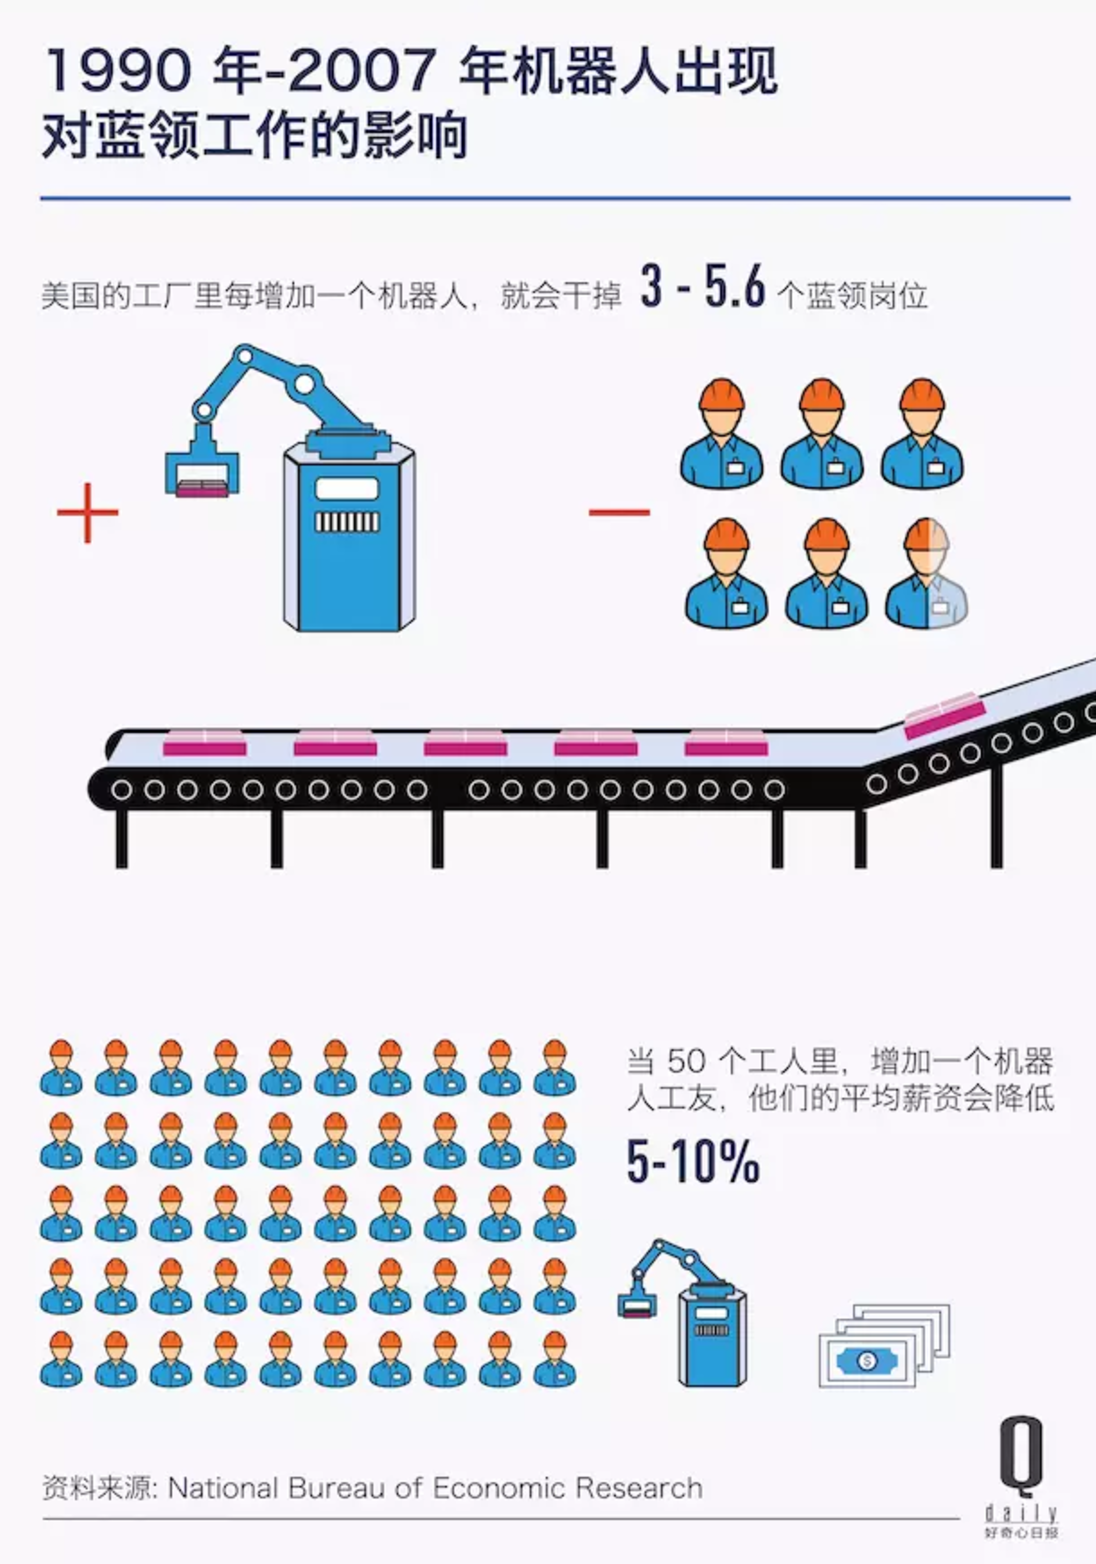 1990 年-2007 年机器人出现
对蓝领工作的影响
美国的工厂里每增加一个机器人，就会干掉 3 - 5.6 个蓝领岗位
当 50 个工人里，增加一个机器
人工友，他们的平均薪资会降低
5-10%
$
资料来源: National Bureau of Economic Research
Q
daily
好奇心日报